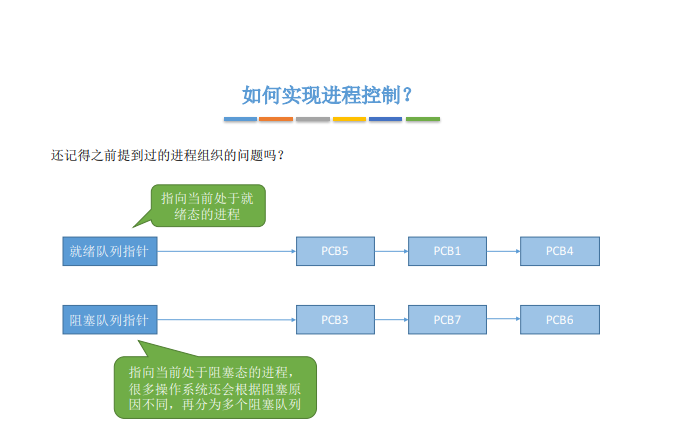 如何实现进程控制？
还记得之前提到过的进程组织的问题吗？
指向当前处于就
绪态的进程
就绪队列指针
PCB5
PCB1
PCB4
阻塞队列指针
PCB3
PCB7
PCB6
指向当前处于阻塞态的进程，
很多操作系统还会根据阻塞原
因不同，再分为多个阻塞队列